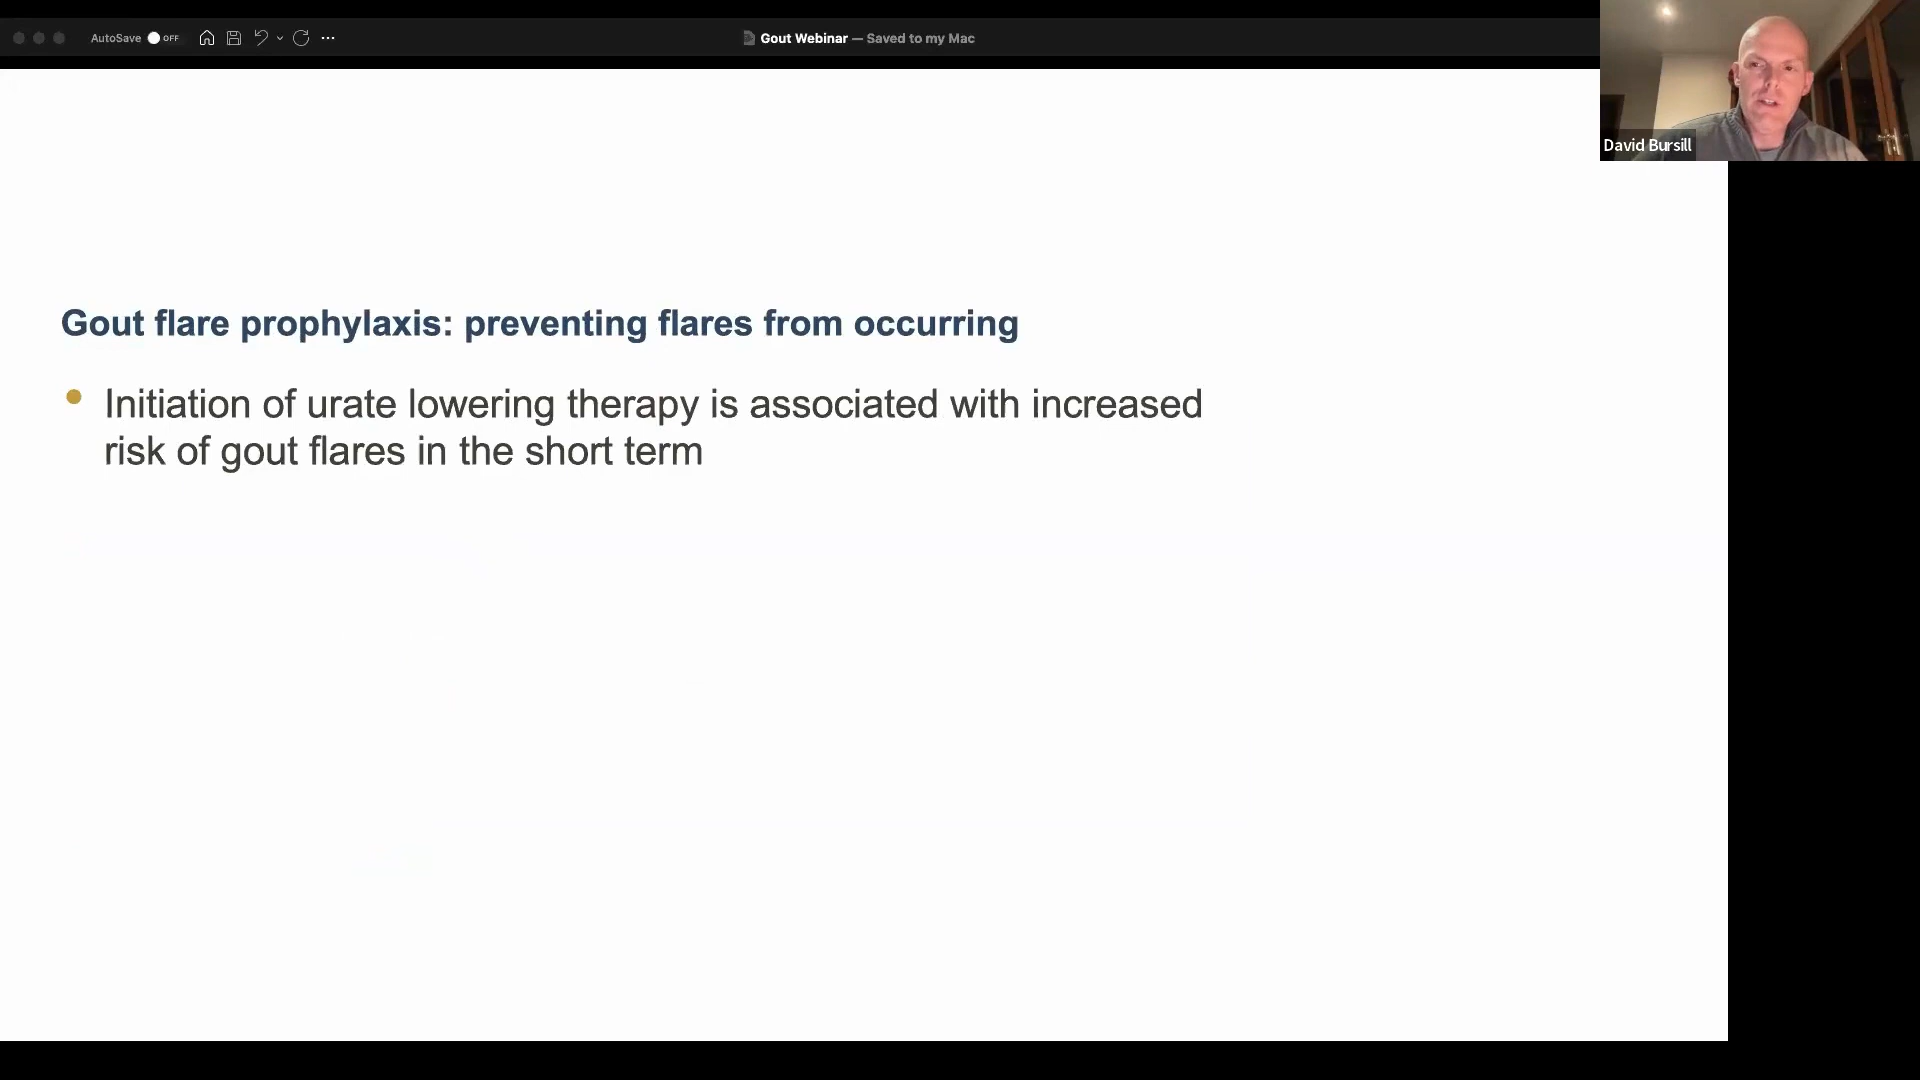 AutoSave OFF
Gout Webinar — Saved to my Mac
David Bursill
Gout flare prophylaxis: preventing flares from occurring
• Initiation of urate lowering therapy is associated with increased
risk of gout flares in the short term